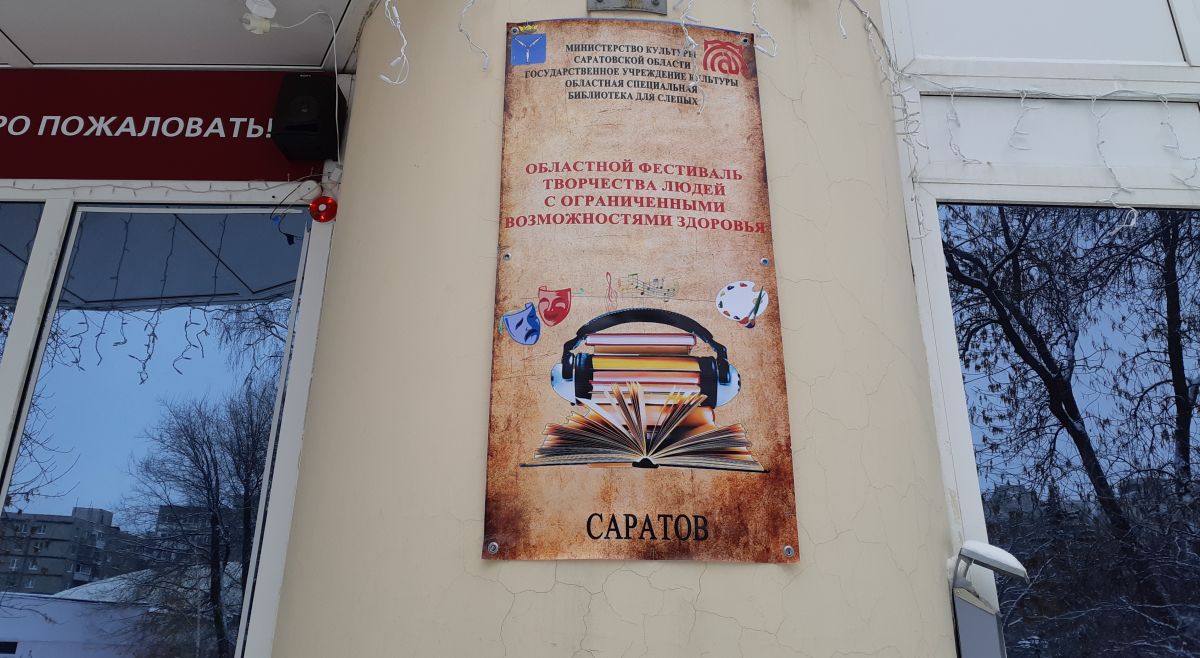 РО ПОЖАЛОВАТЬ!
МИНИСТЕРСТВО КУЛЬТУРЫ
САРАТОВСКОЙ ОБЛАСТИ
ГОСУДАРСТВЕННОЕ УЧРЕЖДЕНИЕ КУЛЬТУРЫ
ОБЛАСТНАЯ СПЕЦИАЛЬНАЯ
БИБЛИОТЕКА ДЛЯ СЛЕПЫХ
ОБЛАСТНОЙ ФЕСТИВАЛЬ
ТВОРЧЕСТВА ЛЮДЕЙ
С ОГРАНИЧЕННЫМИ
ВОЗМОЖНОСТЯМИ ЗДОРОВЬЯ
САРАТОВ